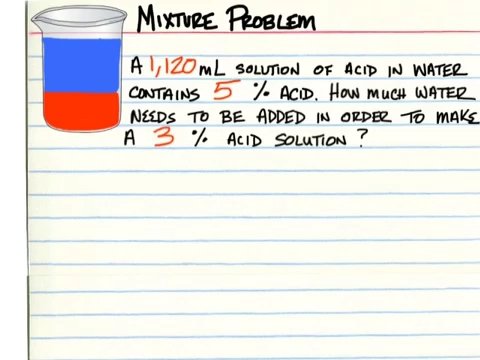 MIXTURE PROBLEM
A 1,120 mL SOLUTION OF ACID IN WATER
CONTAINS 5 % ACID. HOW MUCH WATER
NEEDS TO BE ADDED IN ORDER TO MAKE
A 3 % ACID SOLUTION ?